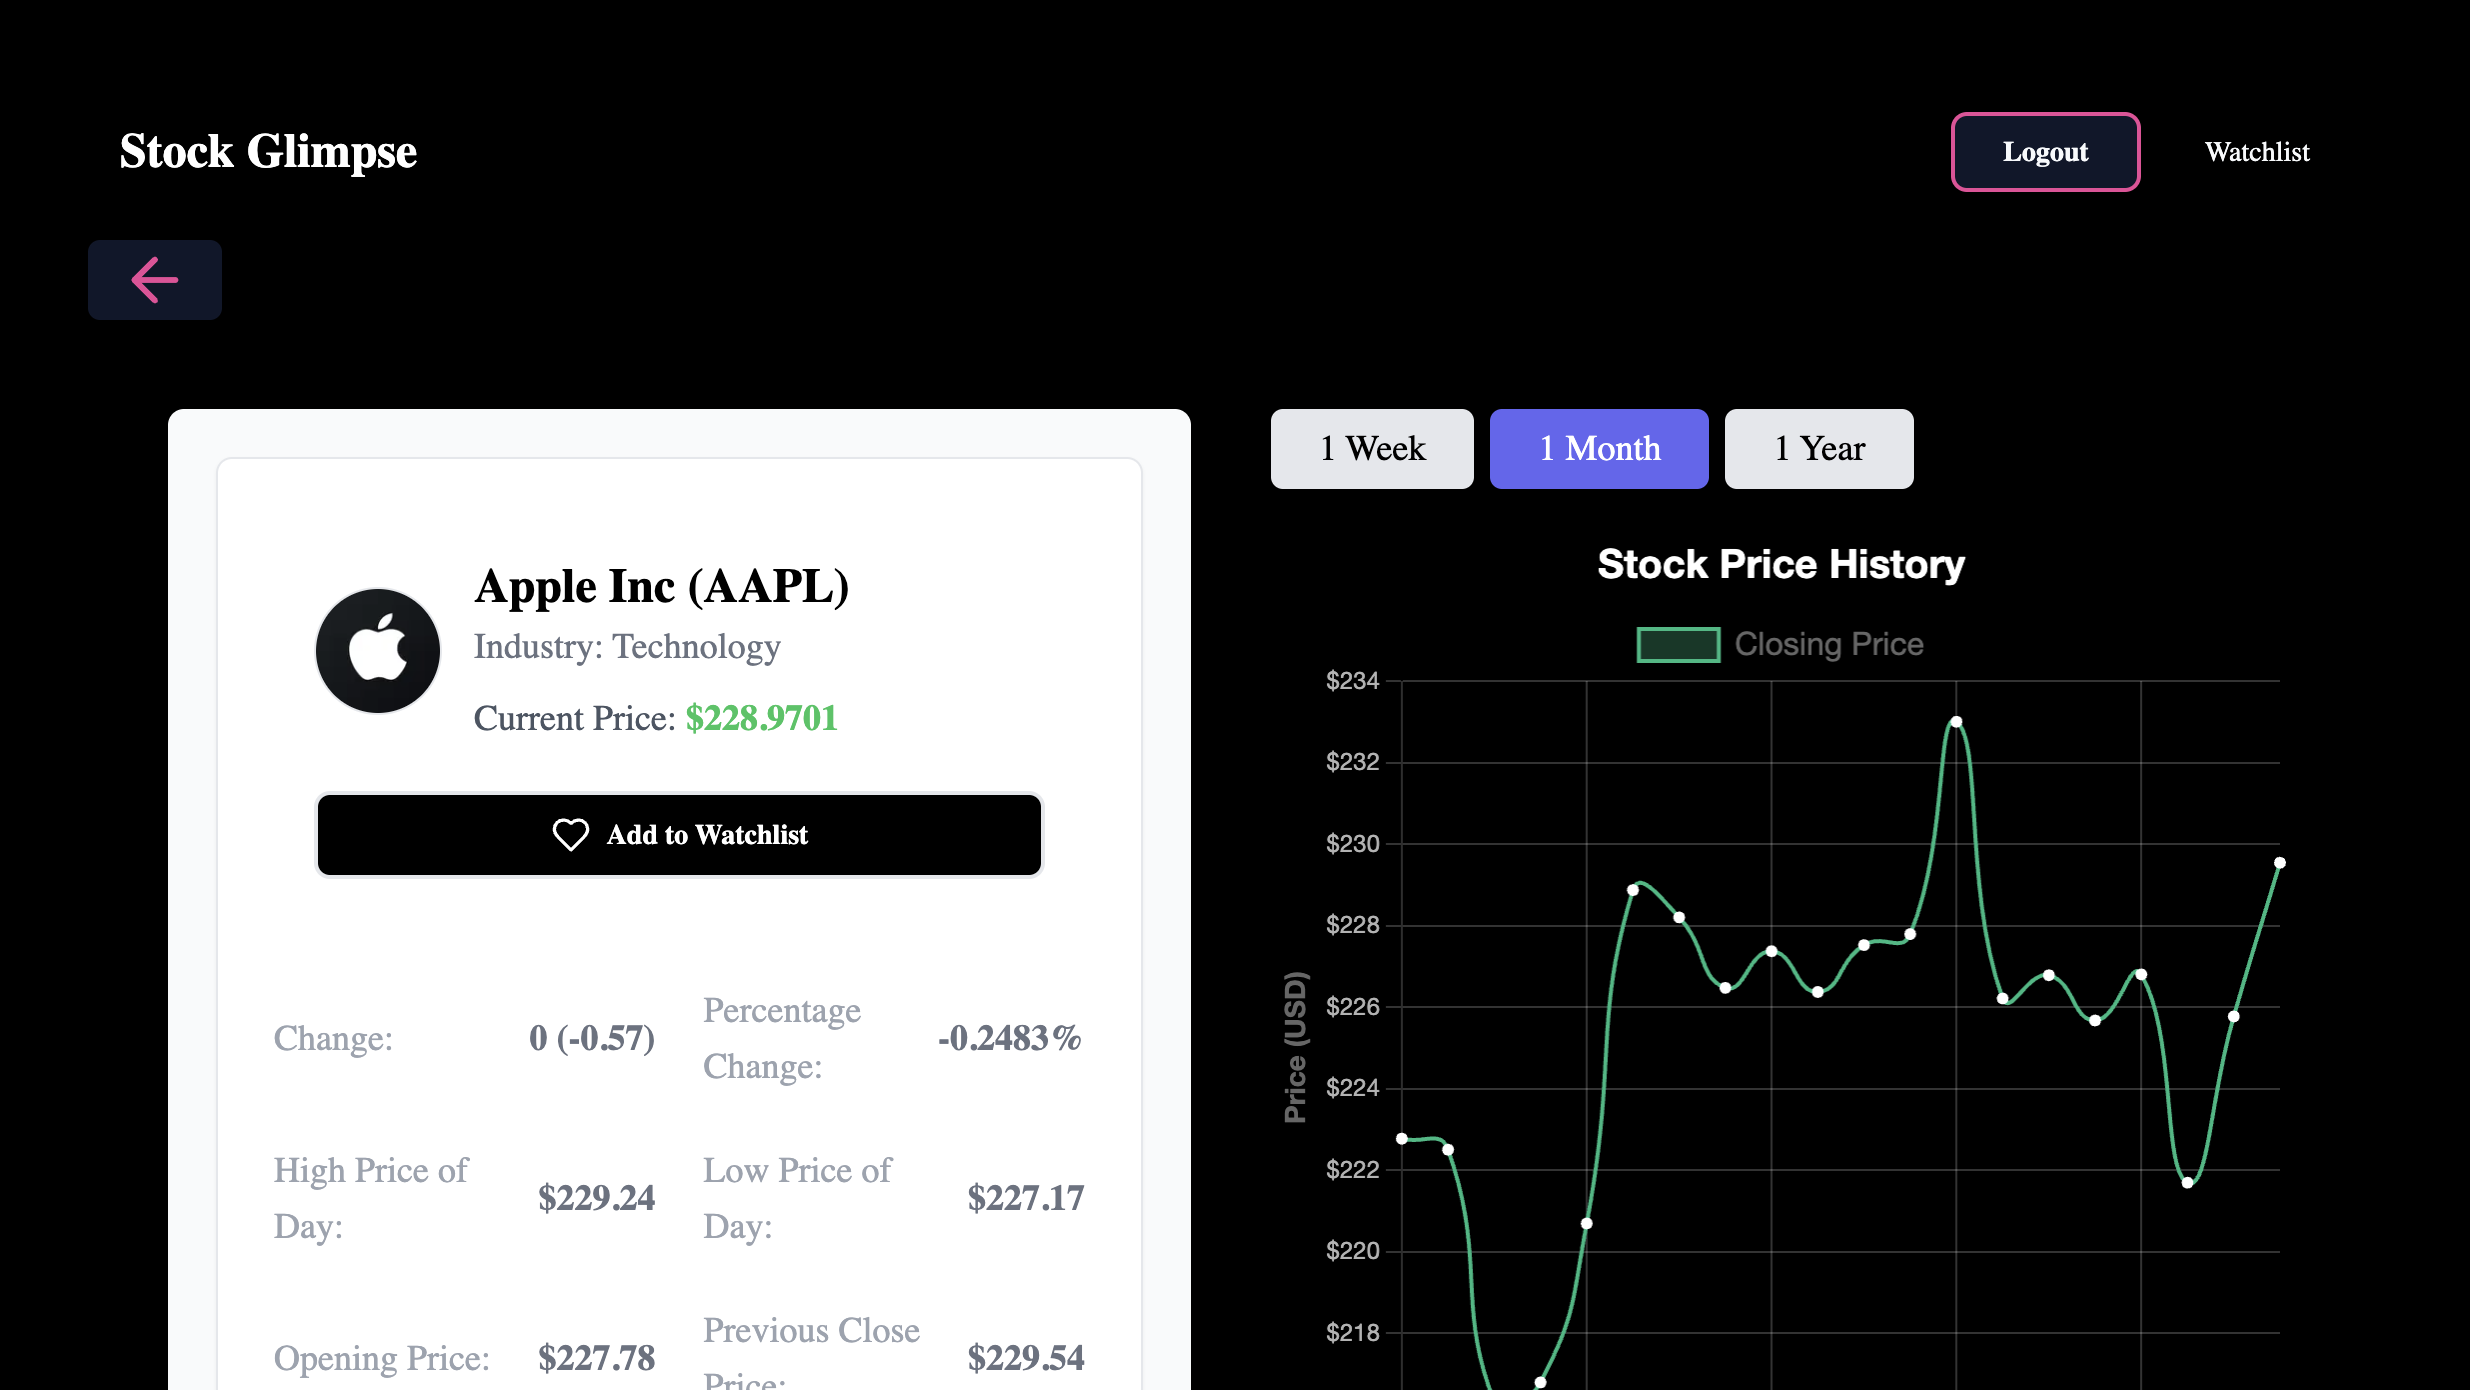 Stock Glimpse
Logout
Watchlist
Apple Inc (AAPL)
Industry: Technology
Current Price: $228.9701
Add to Watchlist
Change:
0 (-0.57)
Percentage
Change:
-0.2483%
High Price of
Day:
$229.24
Low Price of
Day:
$227.17
Opening Price:
$227.78
Previous Close
Price:
$229.54
1 Week
1 Month
1 Year
Stock Price History
Closing Price
Price (USD)
$234
$232
$230
$228
$226
$224
$222
$220
$218